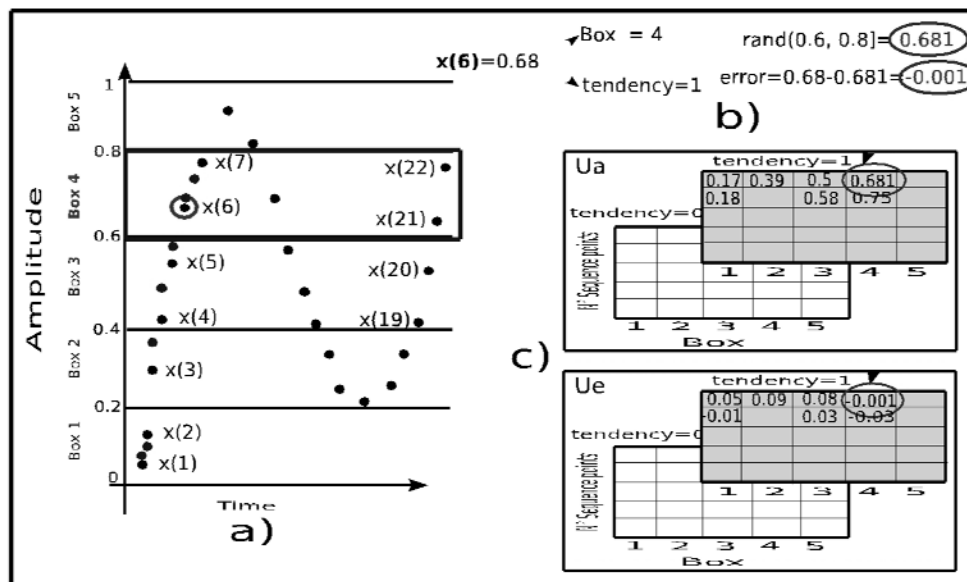 x(6)=0.68
1
Box 5
0.8
x(7)
x(22)
Box 4
x(6)
x(21)
0.6
x(5)
Box 3
x(20)
x(4)
x(19)
0.4
Box 2
x(3)
0.2
Box 1
x(2)
x(1)
0
Amplitude
Time
a)
Box = 4
rand(0.6, 0.8]= 0.681
tendency=1
error=0.68-0.681= -0.001
b)
c)
Ua
tendency=1
0.17 0.39 0.5 0.681
0.18 0.58 0.75
tendency=0
N° Sequence points
1 2 3 4 5
1 2 3 4 5
Box
Ue
tendency=1
0.05 0.09 0.08 -0.001
-0.01 0.03 -0.03
tendency=0
N° Sequence points
1 2 3 4 5
1 2 3 4 5
Box